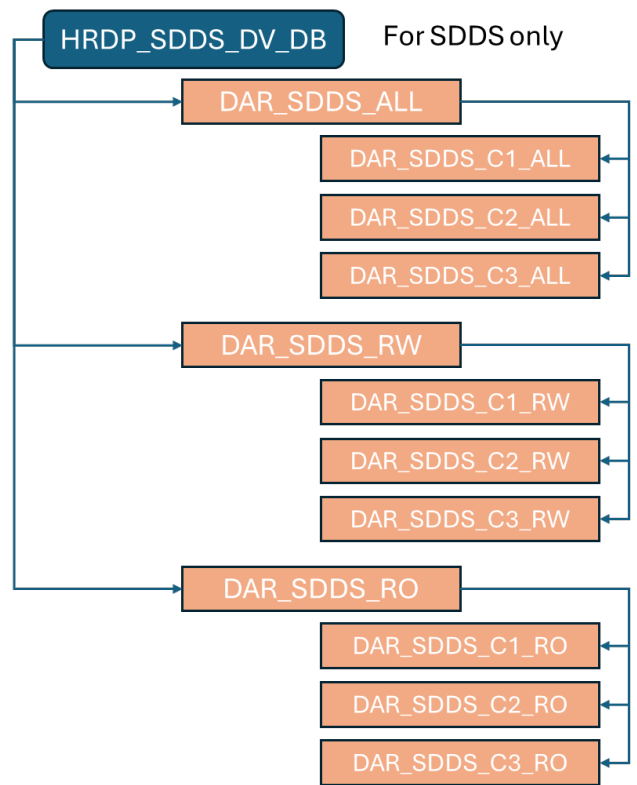 HRDP_SDDS_DV_DB
For SDDS only
DAR_SDDS_ALL
DAR_SDDS_C1_ALL
DAR_SDDS_C2_ALL
DAR_SDDS_C3_ALL
DAR_SDDS_RW
DAR_SDDS_C1_RW
DAR_SDDS_C2_RW
DAR_SDDS_C3_RW
DAR_SDDS_RO
DAR_SDDS_C1_RO
DAR_SDDS_C2_RO
DAR_SDDS_C3_RO